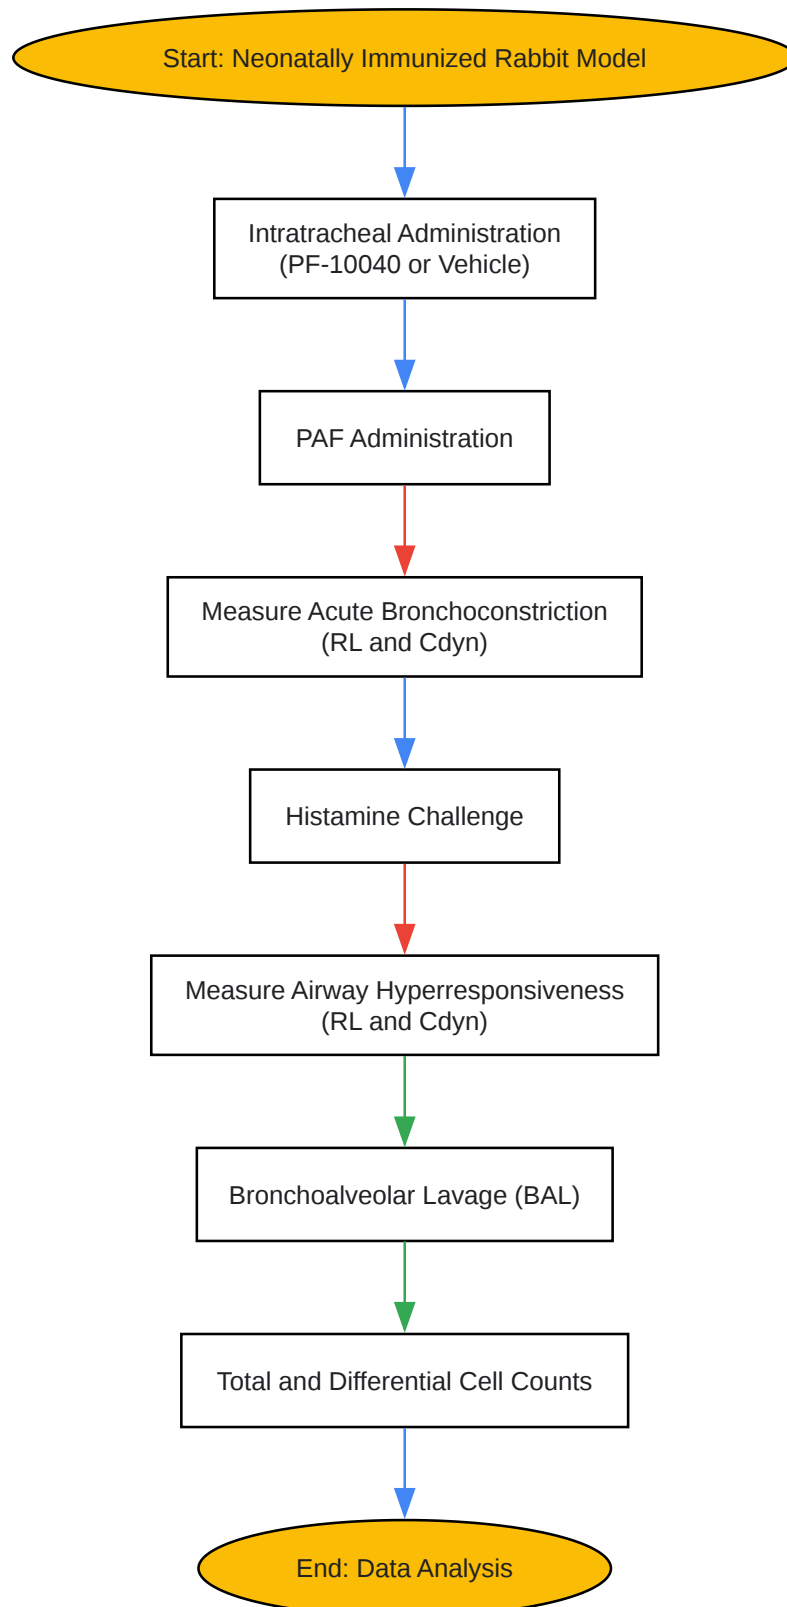 Start: Neonatally Immunized Rabbit Model
Intratracheal Administration
(PF-10040 or Vehicle)
PAF Administration
Measure Acute Bronchoconstriction
(RL and Cdyn)
Histamine Challenge
Measure Airway Hyperresponsiveness
(RL and Cdyn)
Bronchoalveolar Lavage (BAL)
Total and Differential Cell Counts
End: Data Analysis